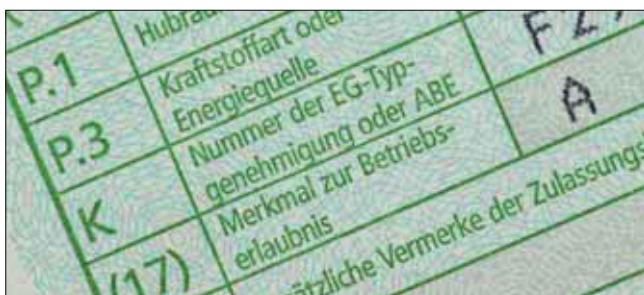 P.1 Hubrau
P.3 Kraftstoffart oder
Energiequelle
K Nummer der EG-Typ-
genehmigung oder ABE
(17) Merkmal zur Betriebs-
erlaubnis
A
ätzliche Vermerke der Zulassungs